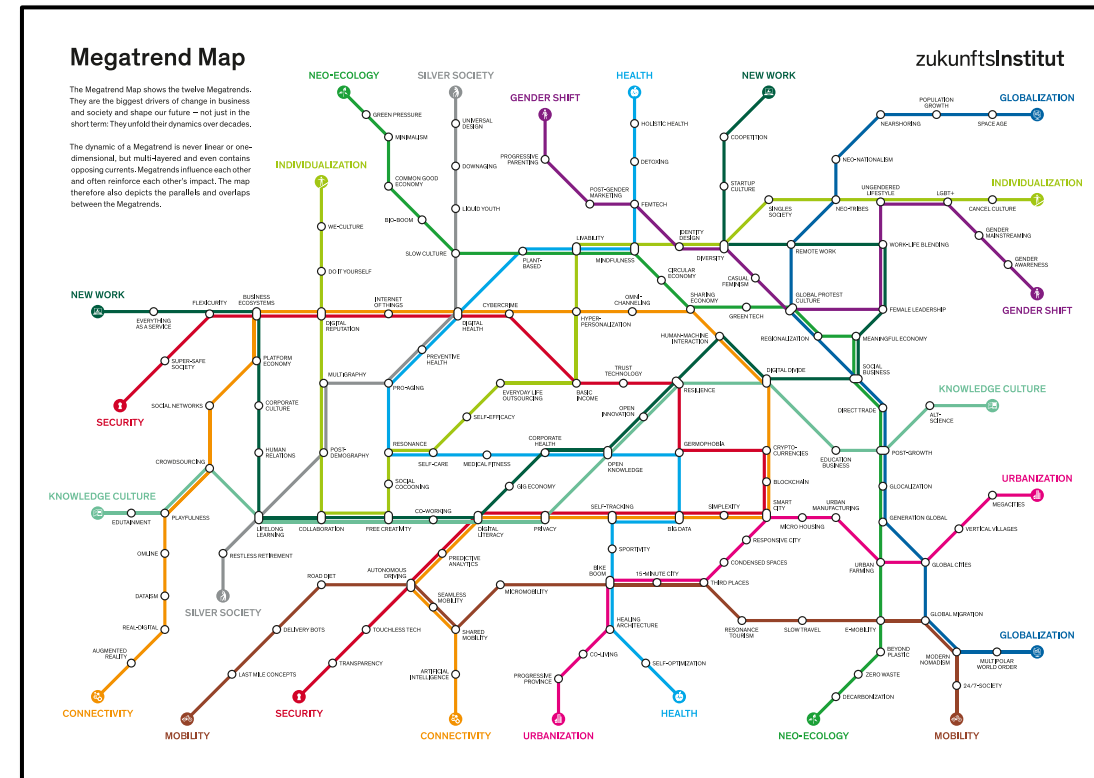 Megatrend Map
zukunftsInstitut
The Megatrend Map shows the twelve Megatrends.
They are the biggest drivers of change in business
and society and shape our future – not just in the
short term: They unfold their dynamics over decades.
The dynamic of a Megatrend is never linear or one-
dimensional, but multi-layered and even contains
opposing currents. Megatrends influence each other
and often reinforce each other's impact. The map
therefore also depicts the parallels and overlaps
between the Megatrends.
NEO-ECOLOGY
SILVER SOCIETY
HEALTH
NEW WORK
GENDER SHIFT
GLOBALIZATION
POPULATION
GROWTH
NEARSHORING
SPACE AGE
GREEN PRESSURE
UNIVERSAL
DESIGN
HOLISTIC HEALTH
COOPETITION
MINIMALISM
PROGRESSIVE
PARENTING
DETOXING
NEO-NATIONALISM
INDIVIDUALIZATION
DOWNAGING
COMMON GOOD
ECONOMY
POST-GENDER
MARKETING
FEMTECH
STARTUP
CULTURE
SINGLES
SOCIETY
NEO-TRIBES
UNGENDERED
LIFESTYLE
LGBT+
CANCEL CULTURE
INDIVIDUALIZATION
WE-CULTURE
BIO-BOOM
LIQUID YOUTH
GENDER
MAINSTREAMING
SLOW CULTURE
PLANT-
BASED
LIVABILITY
MINDFULNESS
IDENTITY
DESIGN
DIVERSITY
REMOTE WORK
WORK-LIFE BLENDING
GENDER
AWARENESS
DO IT YOURSELF
CIRCULAR
ECONOMY
CASUAL
FEMINISM
GLOBAL PROTEST
CULTURE
GENDER SHIFT
NEW WORK
FLEXICURITY
BUSINESS
ECOSYSTEMS
INTERNET
OF THINGS
CYBERCRIME
OMNI-
CHANNELING
SHARING
ECONOMY
GREEN TECH
FEMALE LEADERSHIP
EVERYTHING
AS A SERVICE
DIGITAL
REPUTATION
DIGITAL
HEALTH
HYPER-
PERSONALIZATION
HUMAN-MACHINE
INTERACTION
REGIONALIZATION
MEANINGFUL ECONOMY
SUPER-SAFE
SOCIETY
PLATFORM
ECONOMY
PREVENTIVE
HEALTH
TRUST
TECHNOLOGY
DIGITAL DIVIDE
SOCIAL
BUSINESS
SECURITY
SOCIAL NETWORKS
CORPORATE
CULTURE
MULTIGRAPHY
PRO-AGING
EVERYDAY LIFE
OUTSOURCING
BASIC
INCOME
RESILIENCE
KNOWLEDGE CULTURE
SELF-EFFICACY
OPEN
INNOVATION
DIRECT TRADE
ALT-
SCIENCE
CROWDSOURCING
HUMAN
RELATIONS
POST-
DEMOGRAPHY
RESONANCE
SELF-CARE
MEDICAL FITNESS
CORPORATE
HEALTH
OPEN
KNOWLEDGE
GERMOPHOBIA
CRYPTO-
CURRENCIES
EDUCATION
BUSINESS
POST-GROWTH
KNOWLEDGE CULTURE
SOCIAL
COCOONING
GIG ECONOMY
BLOCKCHAIN
GLOCALIZATION
URBANIZATION
MEGACITIES
EDUTAINMENT
PLAYFULNESS
LIFELONG
LEARNING
COLLABORATION
FREE CREATIVITY
CO-WORKING
DIGITAL
LITERACY
PRIVACY
SELF-TRACKING
BIG DATA
SIMPLEXITY
SMART
CITY
MICRO HOUSING
URBAN
MANUFACTURING
GENERATION GLOBAL
VERTICAL VILLAGES
OMLINE
RESTLESS RETIREMENT
PREDICTIVE
ANALYTICS
SPORTIVITY
RESPONSIVE CITY
CONDENSED SPACES
URBAN
FARMING
GLOBAL CITIES
DATAISM
SILVER SOCIETY
ROAD DIET
AUTONOMOUS
DRIVING
SEAMLESS
MOBILITY
MICROMOBILITY
BIKE
BOOM
15-MINUTE CITY
THIRD PLACES
REAL-DIGITAL
DELIVERY BOTS
TOUCHLESS TECH
SHARED
MOBILITY
HEALING
ARCHITECTURE
RESONANCE
TOURISM
SLOW TRAVEL
E-MOBILITY
GLOBAL MIGRATION
AUGMENTED
REALITY
LAST MILE CONCEPTS
TRANSPARENCY
ARTIFICIAL
INTELLIGENCE
CO-LIVING
PROGRESSIVE
PROVINCE
SELF-OPTIMIZATION
BEYOND
PLASTIC
ZERO WASTE
DECARBONIZATION
MODERN
NOMADISM
MULTIPOLAR
WORLD ORDER
GLOBALIZATION
24/7-SOCIETY
CONNECTIVITY
MOBILITY
SECURITY
CONNECTIVITY
URBANIZATION
HEALTH
NEO-ECOLOGY
MOBILITY